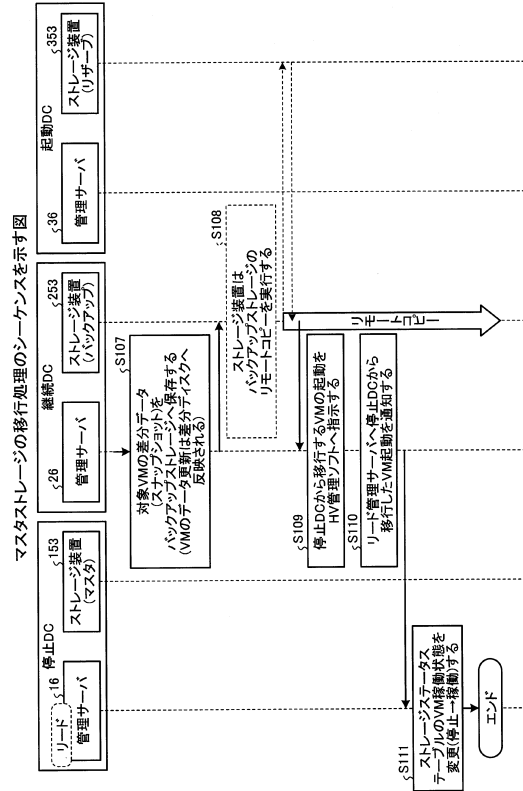 マスタストレージの移行処理のシーケンスを示す図
停止DC
リード
16
管理サーバ
153
ストレージ装置
(マスタ)
継続DC
26
管理サーバ
253
ストレージ装置
(バックアップ)
起動DC
36
管理サーバ
353
ストレージ装置
(リザーブ)
S107
対象VMの差分データ
(スナップショット)を
バックアップストレージへ保存する
(VMのデータ更新は差分ディスクへ
反映される)
S108
ストレージ装置は
バックアップストレージの
リモートコピーを実行する
リモートコピー
S109
停止DCから移行するVMの起動を
HV管理ソフトへ指示する
S110
リード管理サーバへ停止DCから
移行したVM起動を通知する
S111
ストレージステータス
テーブルのVM稼働状態を
変更(停止→稼働)する
エンド